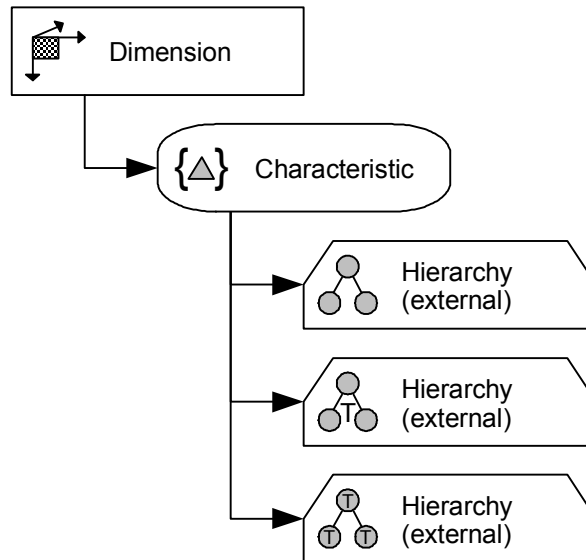 Dimension
{ } Characteristic
Hierarchy
(external)
T
Hierarchy
(external)
T
T T
Hierarchy
(external)